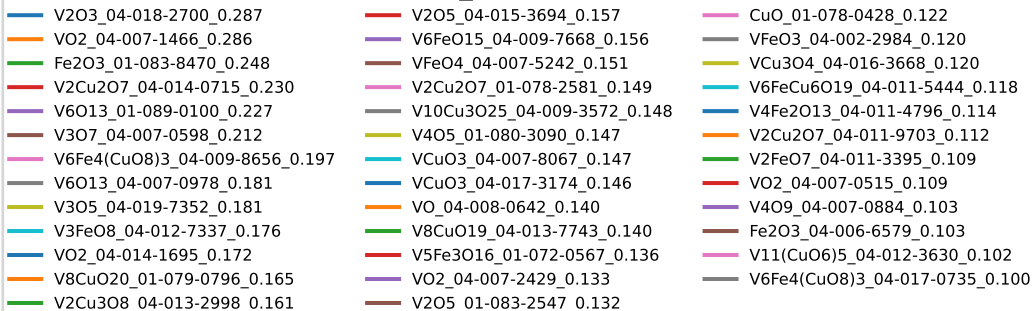 V2O3_04-018-2700_0.287
VO2_04-007-1466_0.286
Fe2O3_01-083-8470_0.248
V2Cu2O7_04-014-0715_0.230
V6O13_01-089-0100_0.227
V3O7_04-007-0598_0.212
V6Fe4(CuO8)3_04-009-8656_0.197
V6O13_04-007-0978_0.181
V3O5_04-019-7352_0.181
V3FeO8_04-012-7337_0.176
VO2_04-014-1695_0.172
V8CuO20_01-079-0796_0.165
V2Cu3O8_04-013-2998_0.161
V2O5_04-015-3694_0.157
V6FeO15_04-009-7668_0.156
VFeO4_04-007-5242_0.151
V2Cu2O7_01-078-2581_0.149
V10Cu3O25_04-009-3572_0.148
V4O5_01-080-3090_0.147
VCuO3_04-007-8067_0.147
VCuO3_04-017-3174_0.146
VO_04-008-0642_0.140
V8CuO19_04-013-7743_0.140
V5Fe3O16_01-072-0567_0.136
VO2_04-007-2429_0.133
V2O5_01-083-2547_0.132
CuO_01-078-0428_0.122
VFeO3_04-002-2984_0.120
VCu3O4_04-016-3668_0.120
V6FeCu6O19_04-011-5444_0.118
V4Fe2O13_04-011-4796_0.114
V2Cu2O7_04-011-9703_0.112
V2FeO7_04-011-3395_0.109
VO2_04-007-0515_0.109
V4O9_04-007-0884_0.103
Fe2O3_04-006-6579_0.103
V11(CuO6)5_04-012-3630_0.102
V6Fe4(CuO8)3_04-017-0735_0.100